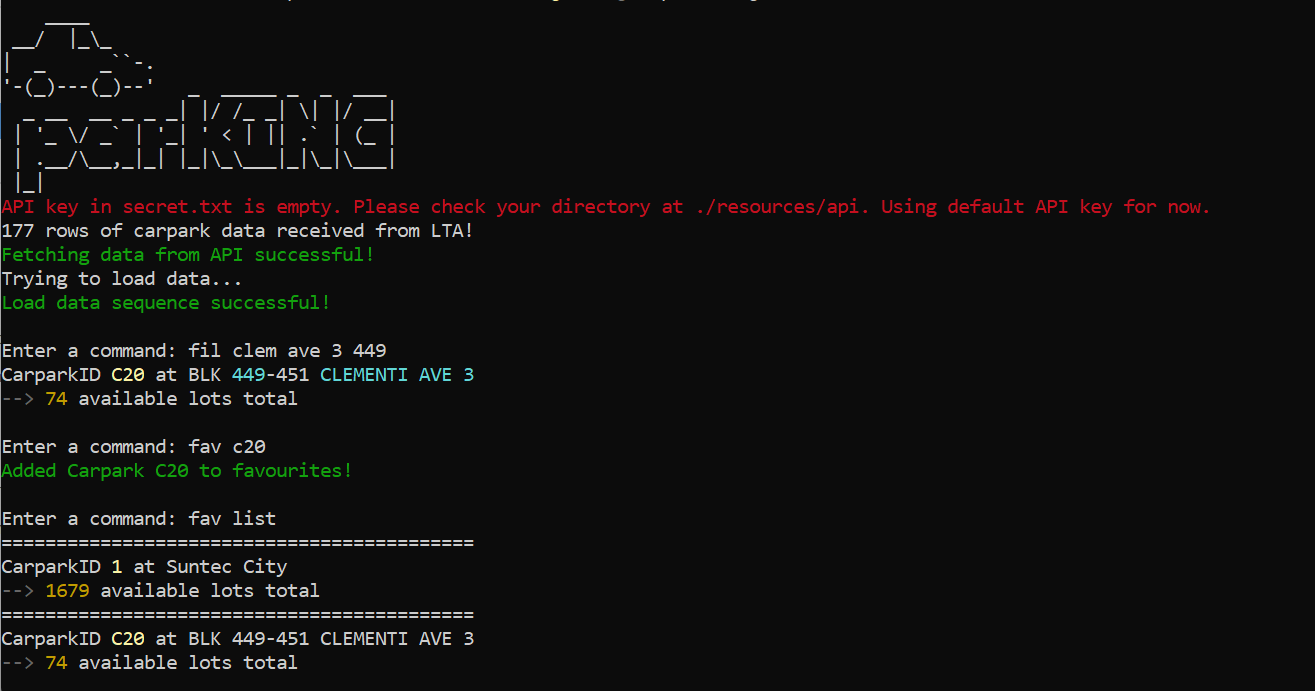 parKING
API key in secret.txt is empty. Please check your directory at ./resources/api. Using default API key for now.
177 rows of carpark data received from LTA!
Fetching data from API successful!
Trying to load data...
Load data sequence successful!
Enter a command: fil clem ave 3 449
CarparkID C20 at BLK 449-451 CLEMENTI AVE 3
--> 74 available lots total
Enter a command: fav c20
Added Carpark C20 to favourites!
Enter a command: fav list
===========================================
CarparkID 1 at Suntec City
--> 1679 available lots total
===========================================
CarparkID C20 at BLK 449-451 CLEMENTI AVE 3
--> 74 available lots total